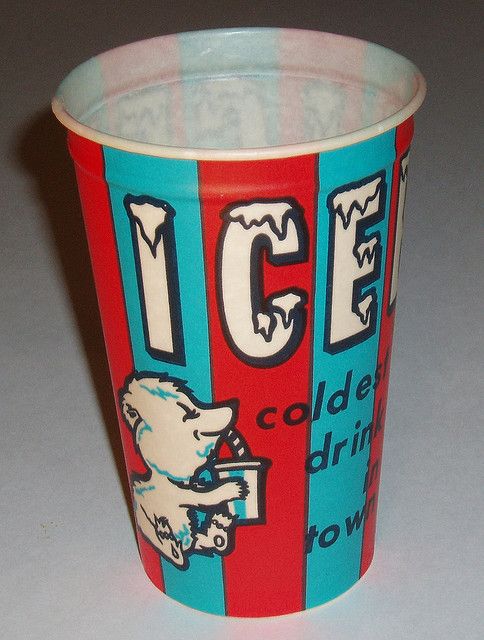 ICE
coldest
drink
in
town